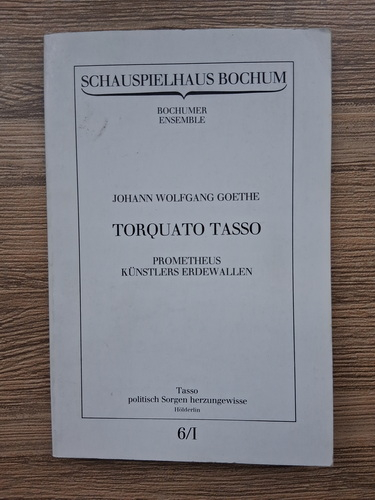 SCHAUSPIELHAUS BOCHUM
BOCHUMER
ENSEMBLE
JOHANN WOLFGANG GOETHE
TORQUATO TASSO
PROMETHEUS
KÜNSTLERS ERDEWALLEN
Tasso
politisch Sorgen herzungewisse
Hölderlin
6/I